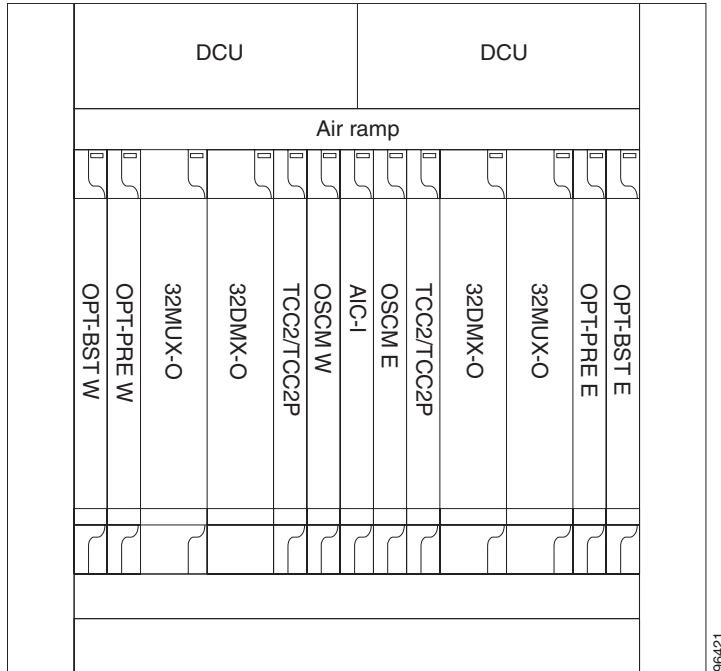 DCU
DCU
Air ramp
OPT-BST W
OPT-PRE W
32MUX-O
32DMX-O
TCC2/TCC2P
OSCM W
AIC-I
OSCM E
TCC2/TCC2P
32DMX-O
32MUX-O
OPT-PRE E
OPT-BST E
96421